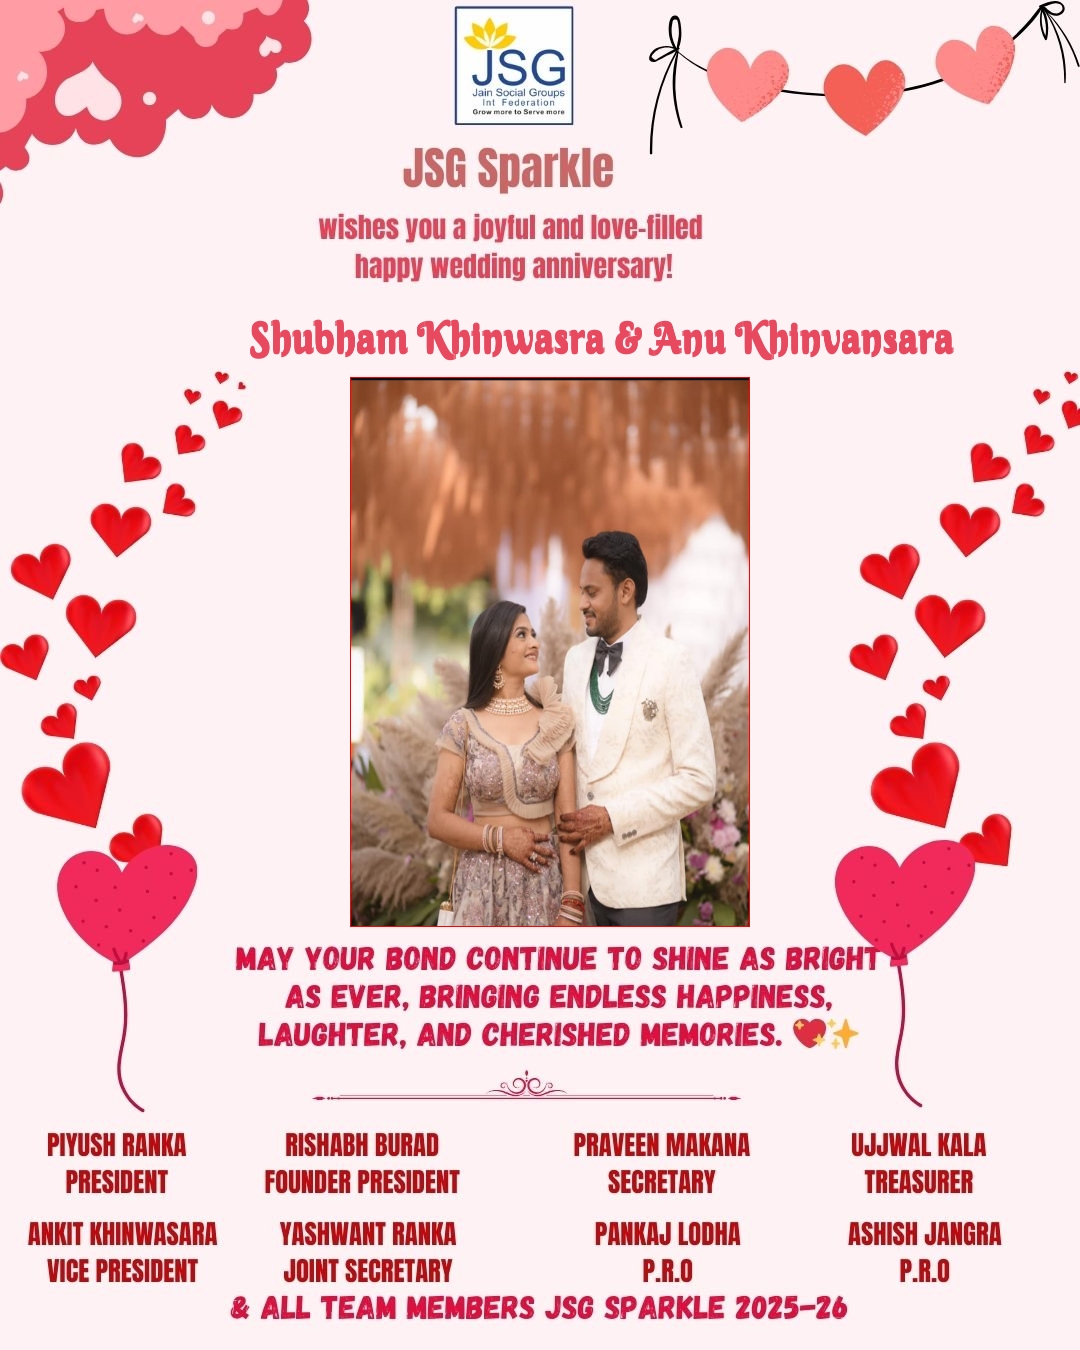 JSG
Jain Social Groups
Int Federation
Grow more to Serve more
JSG Sparkle
wishes you a joyful and love-filled
happy wedding anniversary!
Shubham Khinwasra & Anu Khinvansara
MAY YOUR BOND CONTINUE TO SHINE AS BRIGHT
AS EVER, BRINGING ENDLESS HAPPINESS,
LAUGHTER, AND CHERISHED MEMORIES. 💖✨
PIYUSH RANKA
PRESIDENT
RISHABH BURAD
FOUNDER PRESIDENT
PRAVEEN MAKANA
SECRETARY
UJJWAL KALA
TREASURER
ANKIT KHINWASARA
VICE PRESIDENT
YASHWANT RANKA
JOINT SECRETARY
PANKAJ LODHA
P.R.O
ASHISH JANGRA
P.R.O
& ALL TEAM MEMBERS JSG SPARKLE 2025-26